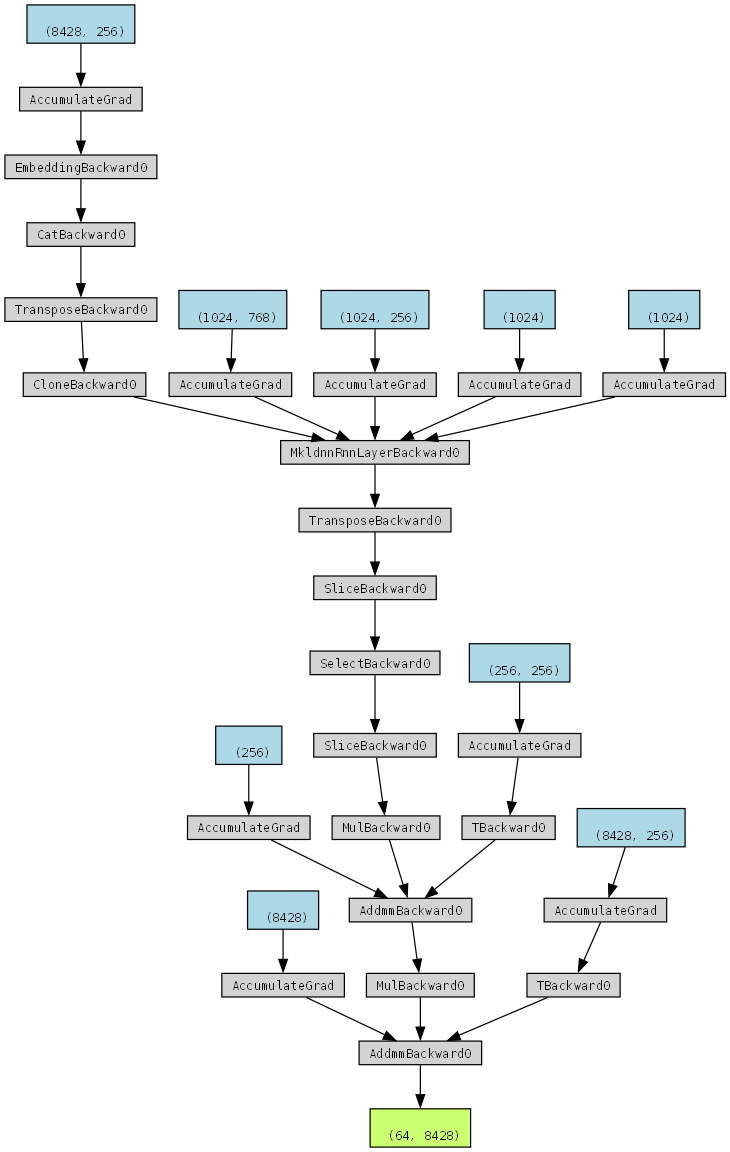 (8428, 256)
AccumulateGrad
EmbeddingBackward0
CatBackward0
TransposeBackward0
(1024, 768)
(1024, 256)
(1024)
(1024)
CloneBackward0
AccumulateGrad
AccumulateGrad
AccumulateGrad
AccumulateGrad
MkldnnRnnLayerBackward0
TransposeBackward0
SliceBackward0
SelectBackward0
(256, 256)
(256)
SliceBackward0
AccumulateGrad
AccumulateGrad
MulBackward0
TBackward0
(8428, 256)
(8428)
AddmmBackward0
AccumulateGrad
AccumulateGrad
MulBackward0
TBackward0
AddmmBackward0
(64, 8428)